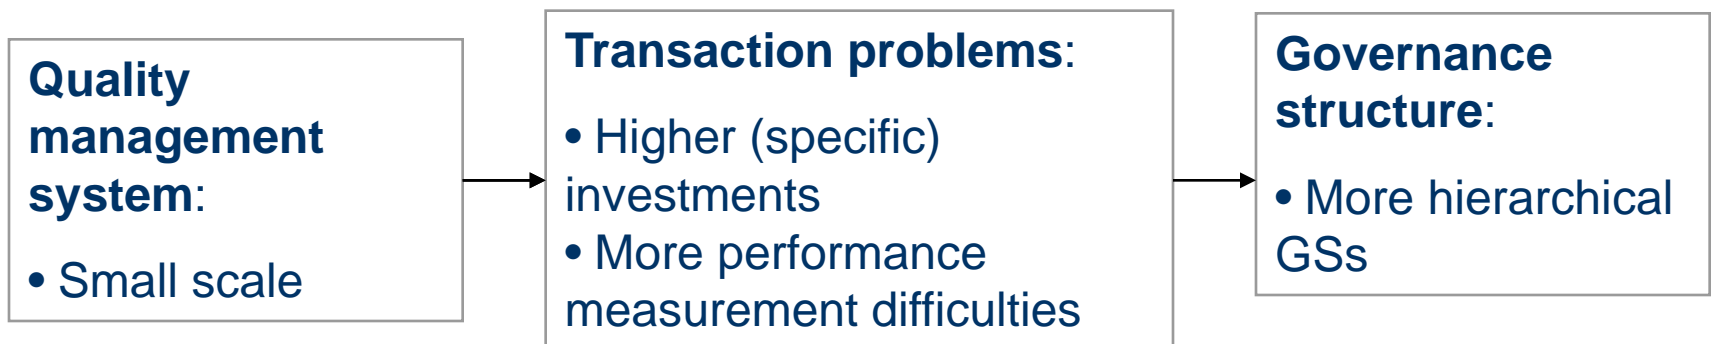 Quality
management
system:
• Small scale
Transaction problems:
• Higher (specific)
investments
• More performance
measurement difficulties
Governance
structure:
• More hierarchical
GSs